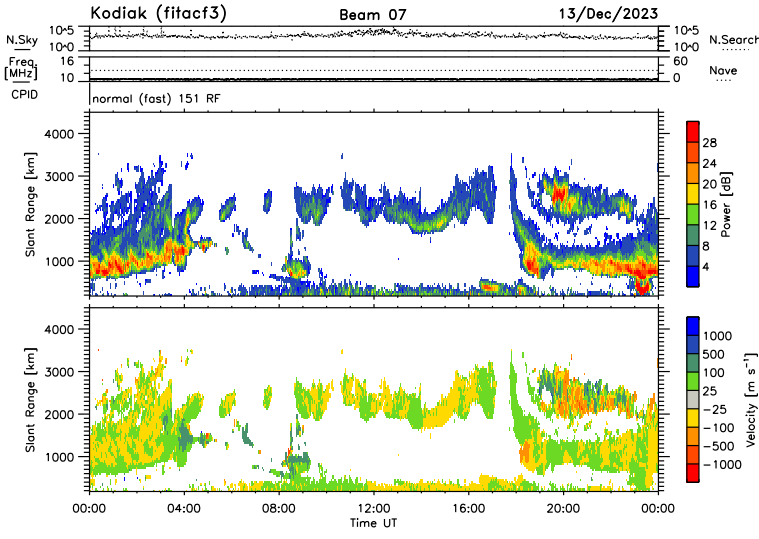 Kodiak (fitacf3) Beam 07 13/Dec/2023
N.Sky 10^5 10^0 10^5 10^0 N.Search
Freq. [MHz] 16 10 60 0 Nave
CPID normal (fast) 151 RF
Slant Range [km] 4000 3000 2000 1000
Power [dB] 28 24 20 16 12 8 4
Slant Range [km] 4000 3000 2000 1000
Velocity [m s^-1] 1000 500 100 25 -25 -100 -500 -1000
00:00 04:00 08:00 12:00 16:00 20:00 00:00
Time UT